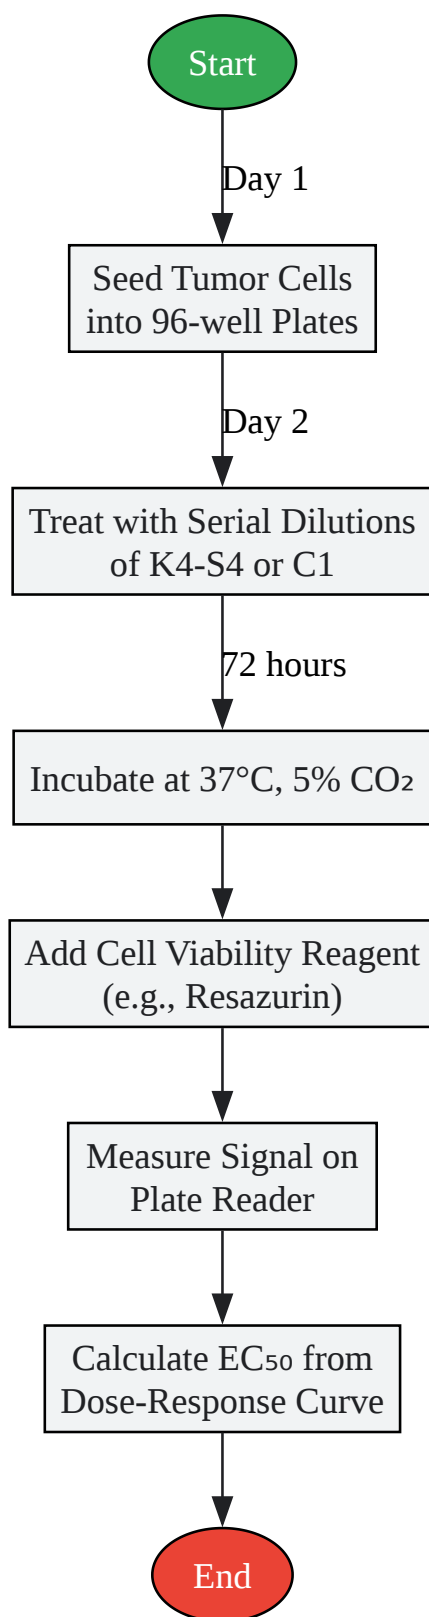 Start
Day 1
Seed Tumor Cells
into 96-well Plates
Day 2
Treat with Serial Dilutions
of K4-S4 or C1
72 hours
Incubate at 37°C, 5% CO₂
Add Cell Viability Reagent
(e.g., Resazurin)
Measure Signal on
Plate Reader
Calculate EC₅₀ from
Dose-Response Curve
End